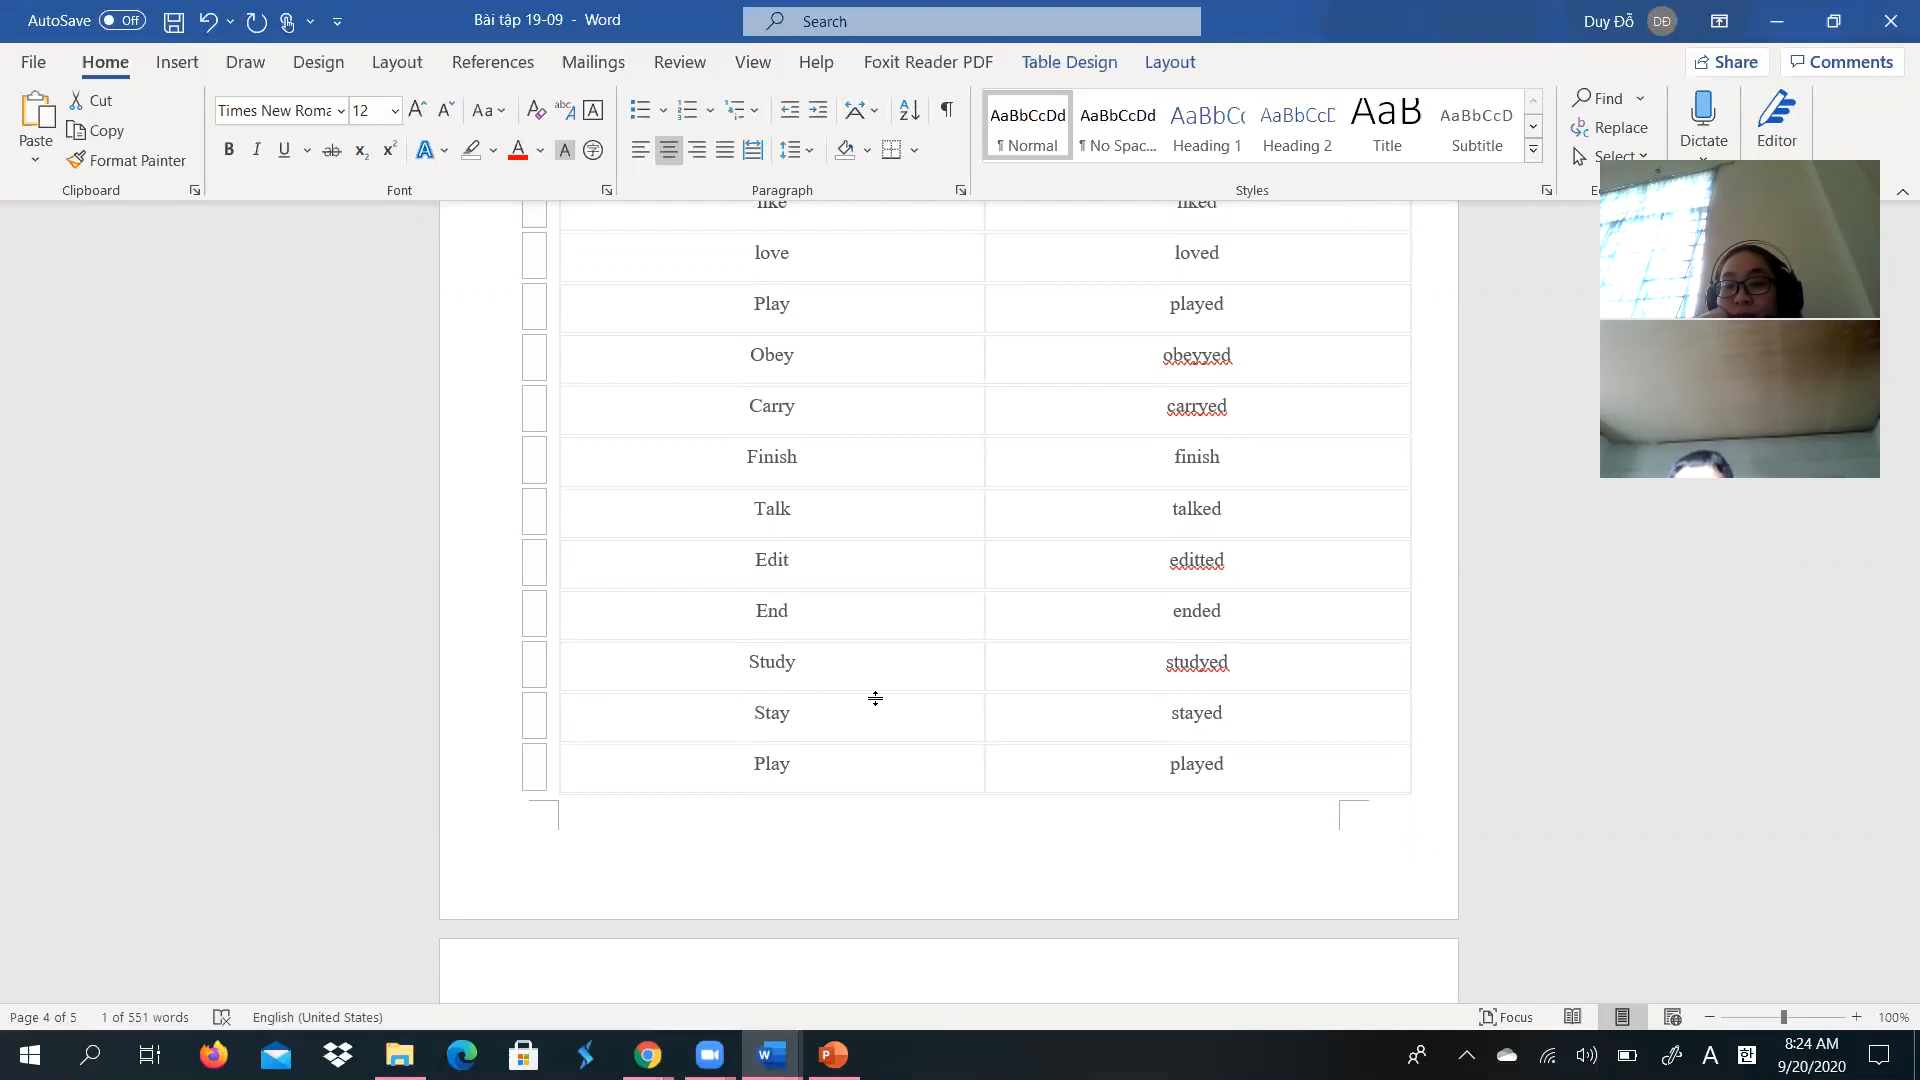 AutoSave Off Bài tập 19-09 - Word Search Duy Đỗ DĐ
File Home Insert Draw Design Layout References Mailings Review View Help Foxit Reader PDF Table Design Layout Share Comments
Paste Cut Copy Format Painter Clipboard
Times New Roma 12 Aa Font
Paragraph
AaBbCcDd AaBbCcDd AaBbCc AaBbCcD AaB AaBbCcD
¶ Normal ¶ No Spac... Heading 1 Heading 2 Title Subtitle
Styles
Find
Replace
Select
Dictate
Editor
like liked
love loved
Play played
Obey obeyyed
Carry carryed
Finish finish
Talk talked
Edit editted
End ended
Study studyed
Stay stayed
Play played
Page 4 of 5 1 of 551 words English (United States) Focus 100%
8:24 AM
9/20/2020